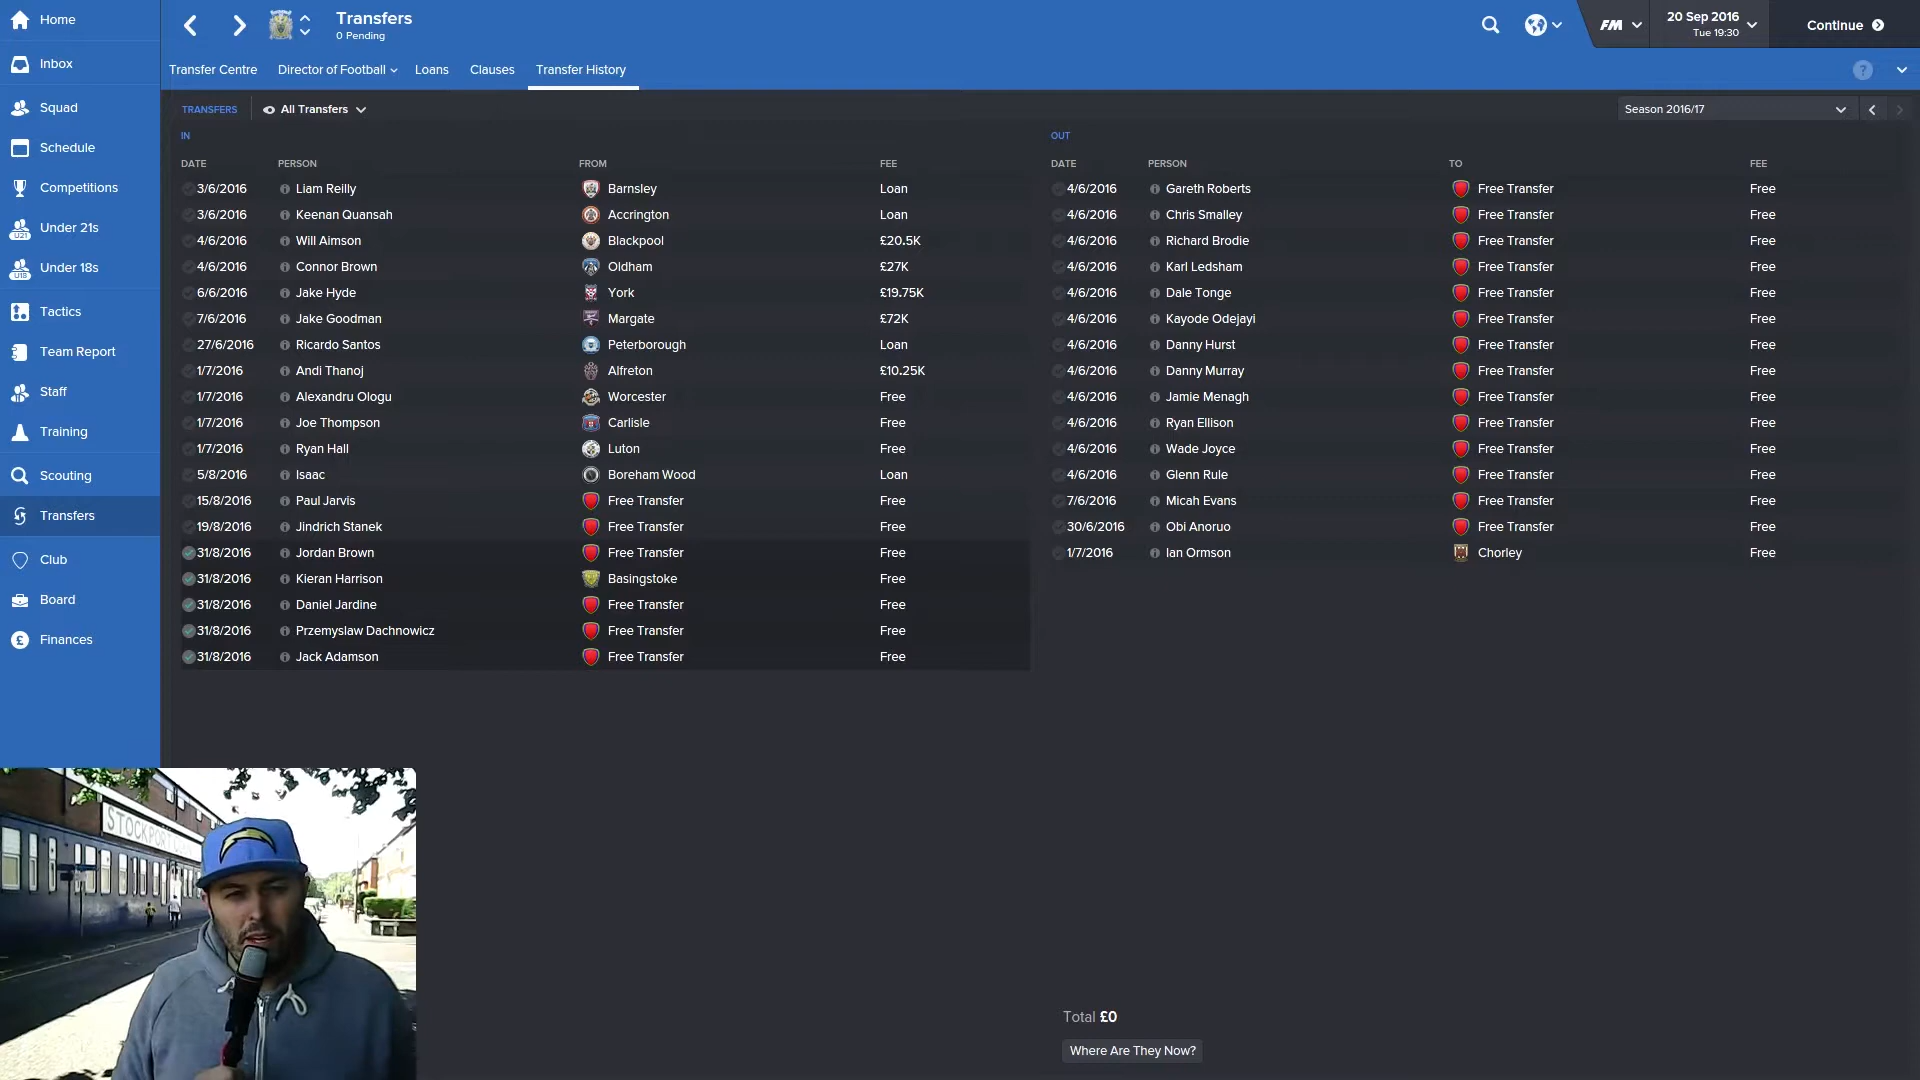 Home
Inbox
Squad
Schedule
Competitions
Under 21s
Under 18s
Tactics
Team Report
Staff
Training
Scouting
Transfers
Club
Board
Finances
Transfers
0 Pending
FM
20 Sep 2016
Tue 19:30
Continue
Transfer Centre Director of Football Loans Clauses Transfer History
?
TRANSFERS All Transfers
Season 2016/17
IN
DATE PERSON FROM FEE
3/6/2016 Liam Reilly Barnsley Loan
3/6/2016 Keenan Quansah Accrington Loan
4/6/2016 Will Aimson Blackpool £20.5K
4/6/2016 Connor Brown Oldham £27K
6/6/2016 Jake Hyde York £19.75K
7/6/2016 Jake Goodman Margate £72K
27/6/2016 Ricardo Santos Peterborough Loan
1/7/2016 Andi Thanoj Alfreton £10.25K
1/7/2016 Alexandru Ologu Worcester Free
1/7/2016 Joe Thompson Carlisle Free
1/7/2016 Ryan Hall Luton Free
5/8/2016 Isaac Boreham Wood Loan
15/8/2016 Paul Jarvis Free Transfer Free
19/8/2016 Jindrich Stanek Free Transfer Free
31/8/2016 Jordan Brown Free Transfer Free
31/8/2016 Kieran Harrison Basingstoke Free
31/8/2016 Daniel Jardine Free Transfer Free
31/8/2016 Przemyslaw Dachnowicz Free Transfer Free
31/8/2016 Jack Adamson Free Transfer Free
OUT
DATE PERSON TO FEE
4/6/2016 Gareth Roberts Free Transfer Free
4/6/2016 Chris Smalley Free Transfer Free
4/6/2016 Richard Brodie Free Transfer Free
4/6/2016 Karl Ledsham Free Transfer Free
4/6/2016 Dale Tonge Free Transfer Free
4/6/2016 Kayode Odejayi Free Transfer Free
4/6/2016 Danny Hurst Free Transfer Free
4/6/2016 Danny Murray Free Transfer Free
4/6/2016 Jamie Menagh Free Transfer Free
4/6/2016 Ryan Ellison Free Transfer Free
4/6/2016 Wade Joyce Free Transfer Free
4/6/2016 Glenn Rule Free Transfer Free
7/6/2016 Micah Evans Free Transfer Free
30/6/2016 Obi Anoruo Free Transfer Free
1/7/2016 Ian Ormson Chorley Free
Total £0
Where Are They Now?
STOCKPORT